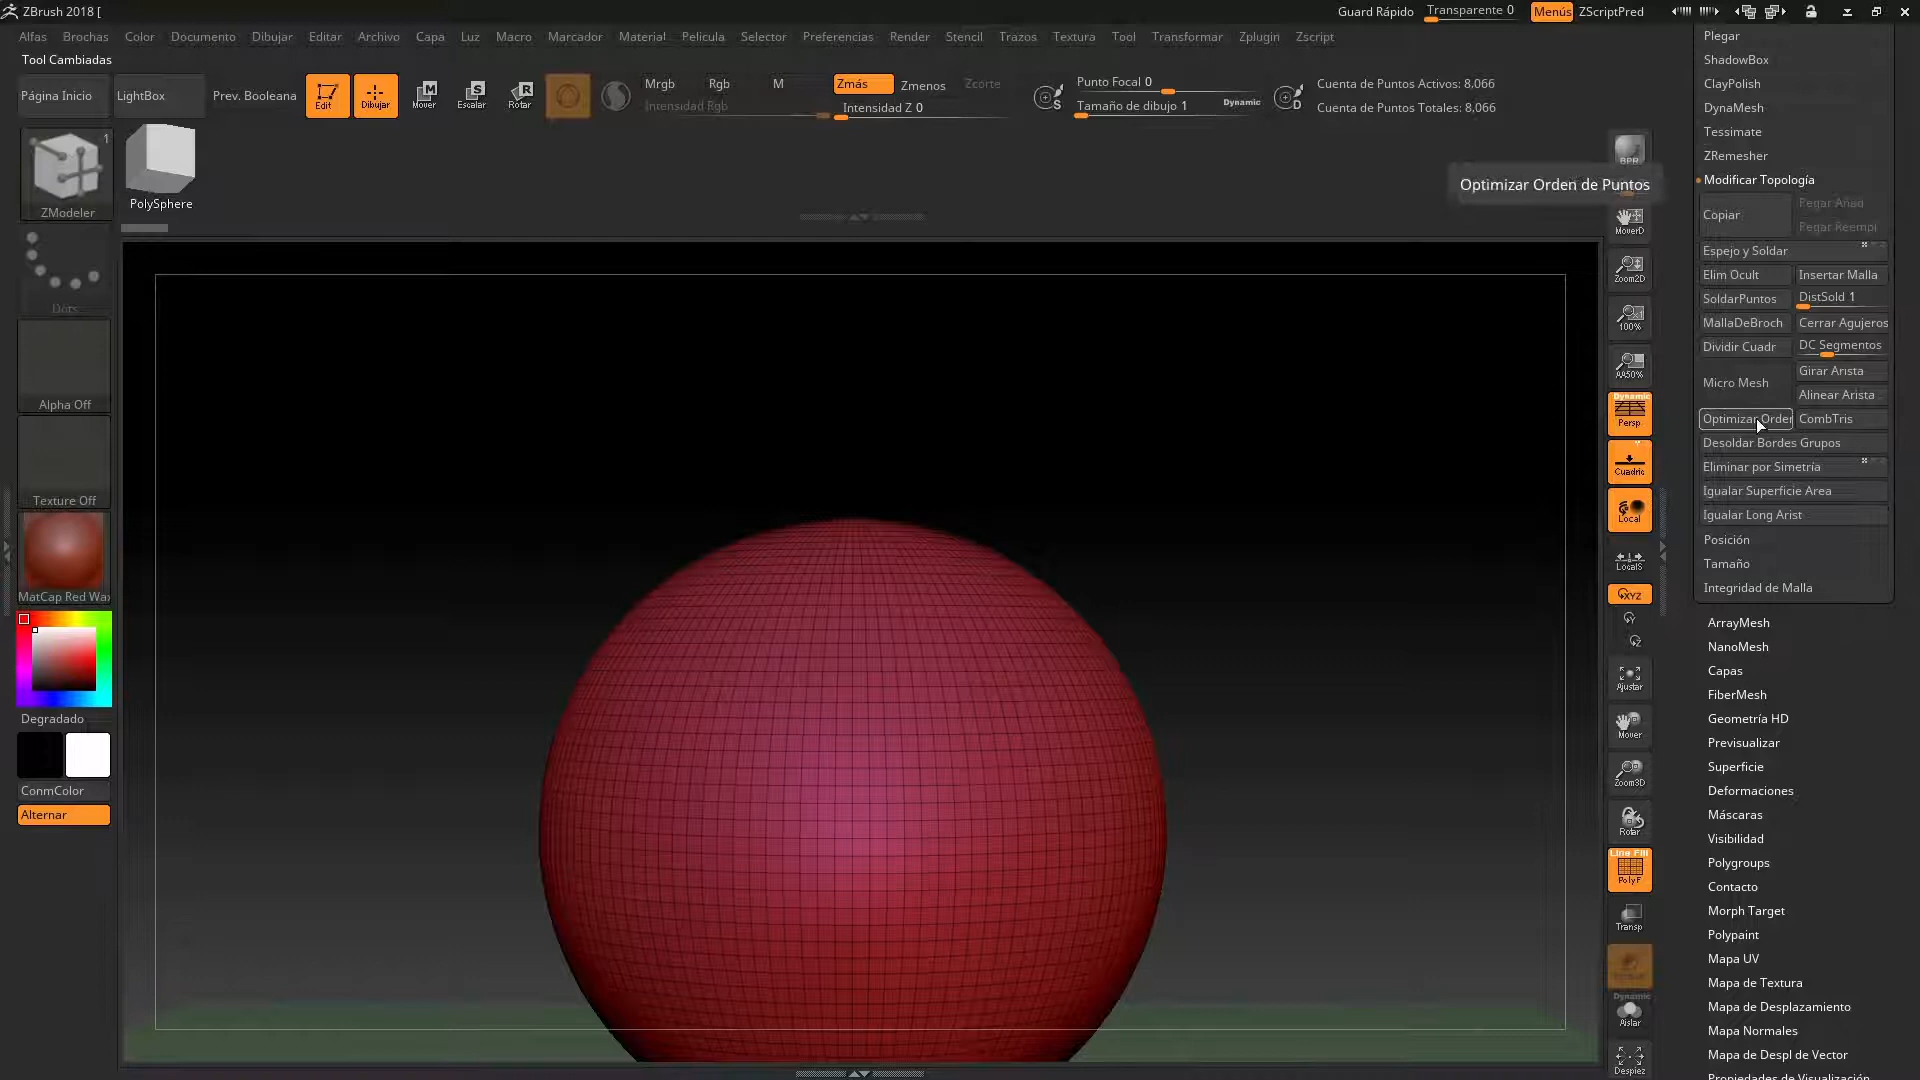 ZBrush 2018 [
Guard Rápido
Transparente 0
Menús
ZScriptPred
Alfas
Brochas
Color
Documento
Dibujar
Editar
Archivo
Capa
Luz
Macro
Marcador
Material
Película
Selector
Preferencias
Render
Stencil
Trazos
Textura
Tool
Transformar
Zplugin
Zscript
Tool Cambiadas
Página Inicio
LightBox
Prev. Booleana
Edit
Dibujar
Mover
Escalar
Rotar
Mrgb
Rgb
M
Zmás
Zmenos
Zcorte
Intensidad Rgb
Intensidad Z 0
Punto Focal 0
Tamaño de dibujo 1
Dynamic
Cuenta de Puntos Activos: 8,066
Cuenta de Puntos Totales: 8,066
1
ZModeler
PolySphere
Dots
Alpha Off
Texture Off
MatCap Red Wax
Degradado
ConmColor
Alternar
Optimizar Orden de Puntos
BPR
MoverD
Zoom2D
100%
AA50%
Dynamic
Persp
Cuadríc
Local
LocalS
XYZ
Ajustar
Mover
Zoom3D
Rotar
Line Fill
PolyF
Transp
Dynamic
Aislar
Despiez
Plegar
ShadowBox
ClayPolish
DynaMesh
Tessimate
ZRemesher
Modificar Topología
Copiar
Pegar Añad
Pegar Reempl
Espejo y Soldar
Elim Ocult
Insertar Malla
SoldarPuntos
DistSold 1
MallaDeBroch
Cerrar Agujeros
Dividir Cuadr
DC Segmentos
Micro Mesh
Girar Arista
Alinear Arista
Optimizar Orden
CombTris
Desoldar Bordes Grupos
Eliminar por Simetría
Igualar Superficie Area
Igualar Long Arist
Posición
Tamaño
Integridad de Malla
ArrayMesh
NanoMesh
Capas
FiberMesh
Geometría HD
Previsualizar
Superficie
Deformaciones
Máscaras
Visibilidad
Polygroups
Contacto
Morph Target
Polypaint
Mapa UV
Mapa de Textura
Mapa de Desplazamiento
Mapa Normales
Mapa de Despl de Vector
Propiedades de Visualización